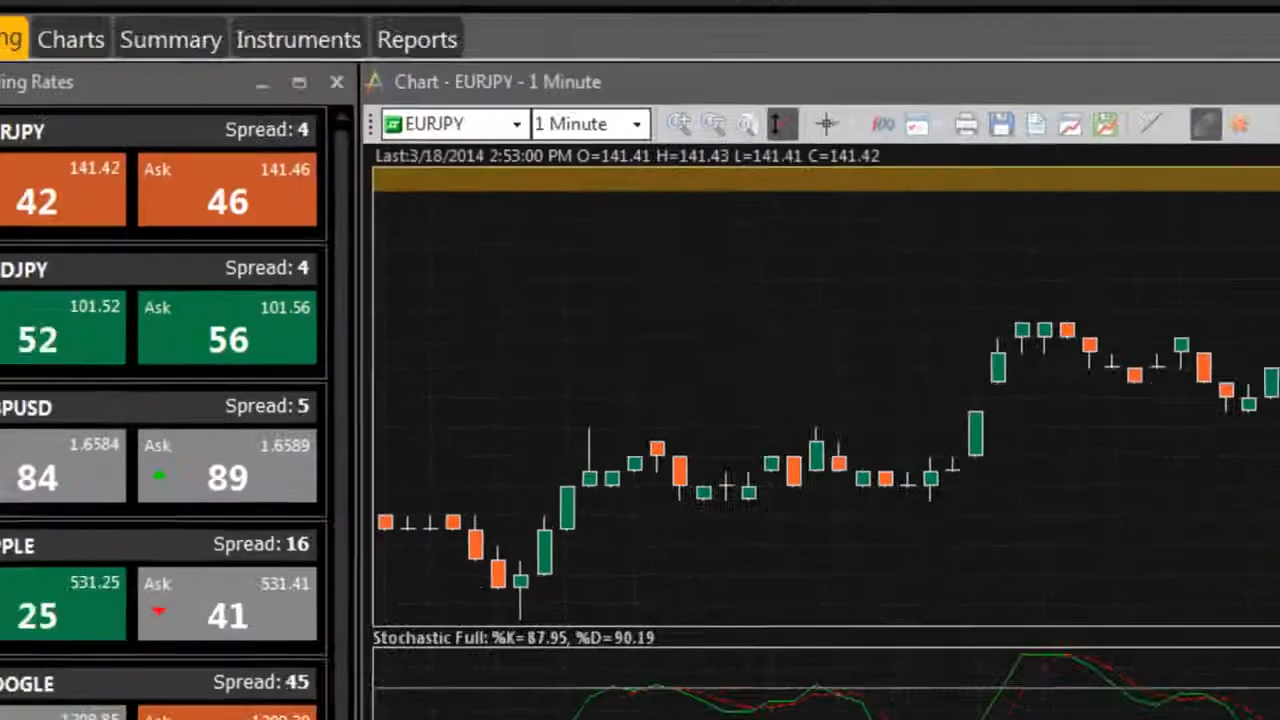 ng Charts Summary Instruments Reports
ing Rates
Chart - EURJPY - 1 Minute
EURJPY 1 Minute
Last:3/18/2014 2:53:00 PM O=141.41 H=141.43 L=141.41 C=141.42
RJPY Spread: 4
141.42 Ask 141.46
42 46
DJPY Spread: 4
101.52 Ask 101.56
52 56
BPUSD Spread: 5
1.6584 Ask 1.6589
84 89
PLE Spread: 16
531.25 Ask 531.41
25 41
Stochastic Full: %K=87.95, %D=90.19
OOGLE Spread: 45